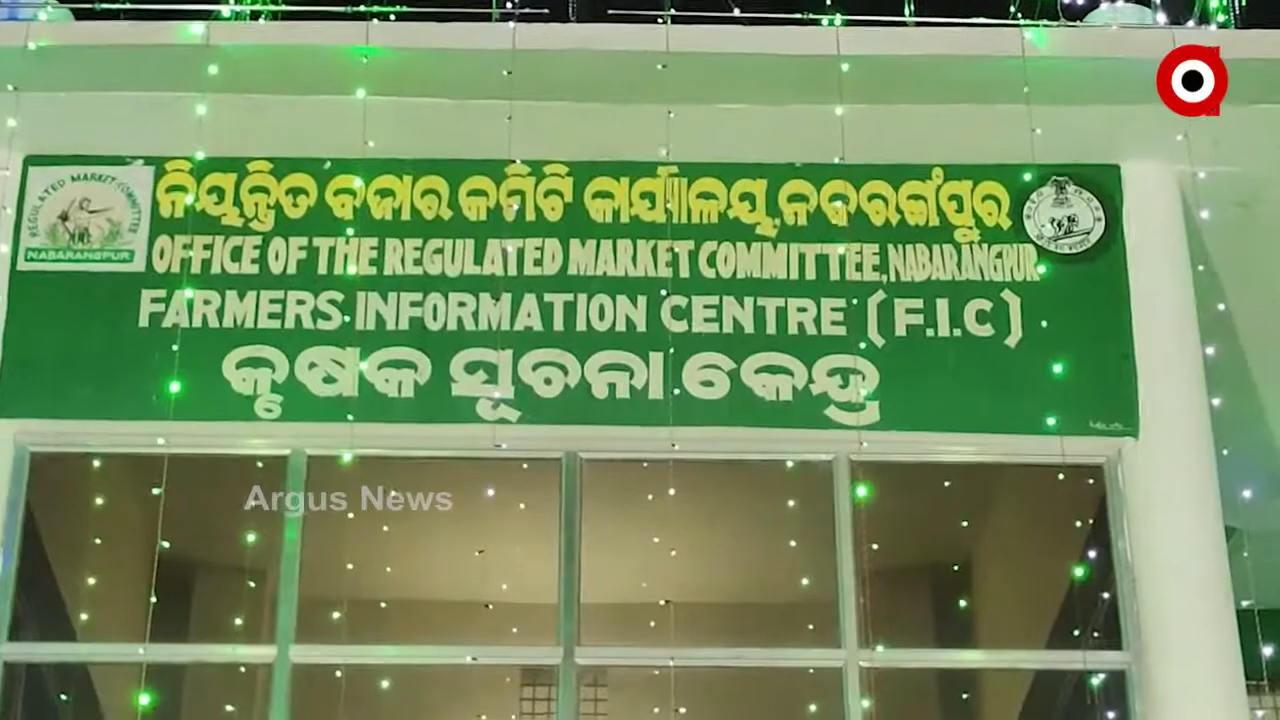 ନିୟନ୍ତ୍ରିତ ବଜାର କମିଟି କାର୍ଯ୍ୟାଳୟ, ନବରଙ୍ଗପୁର
REGULATED MARKET COMMITTEE
NABARANGPUR
OFFICE OF THE REGULATED MARKET COMMITTEE, NABARANGPUR
FARMERS INFORMATION CENTRE (F.I.C)
କୃଷକ ସୂଚନା କେନ୍ଦ୍ର
Argus News